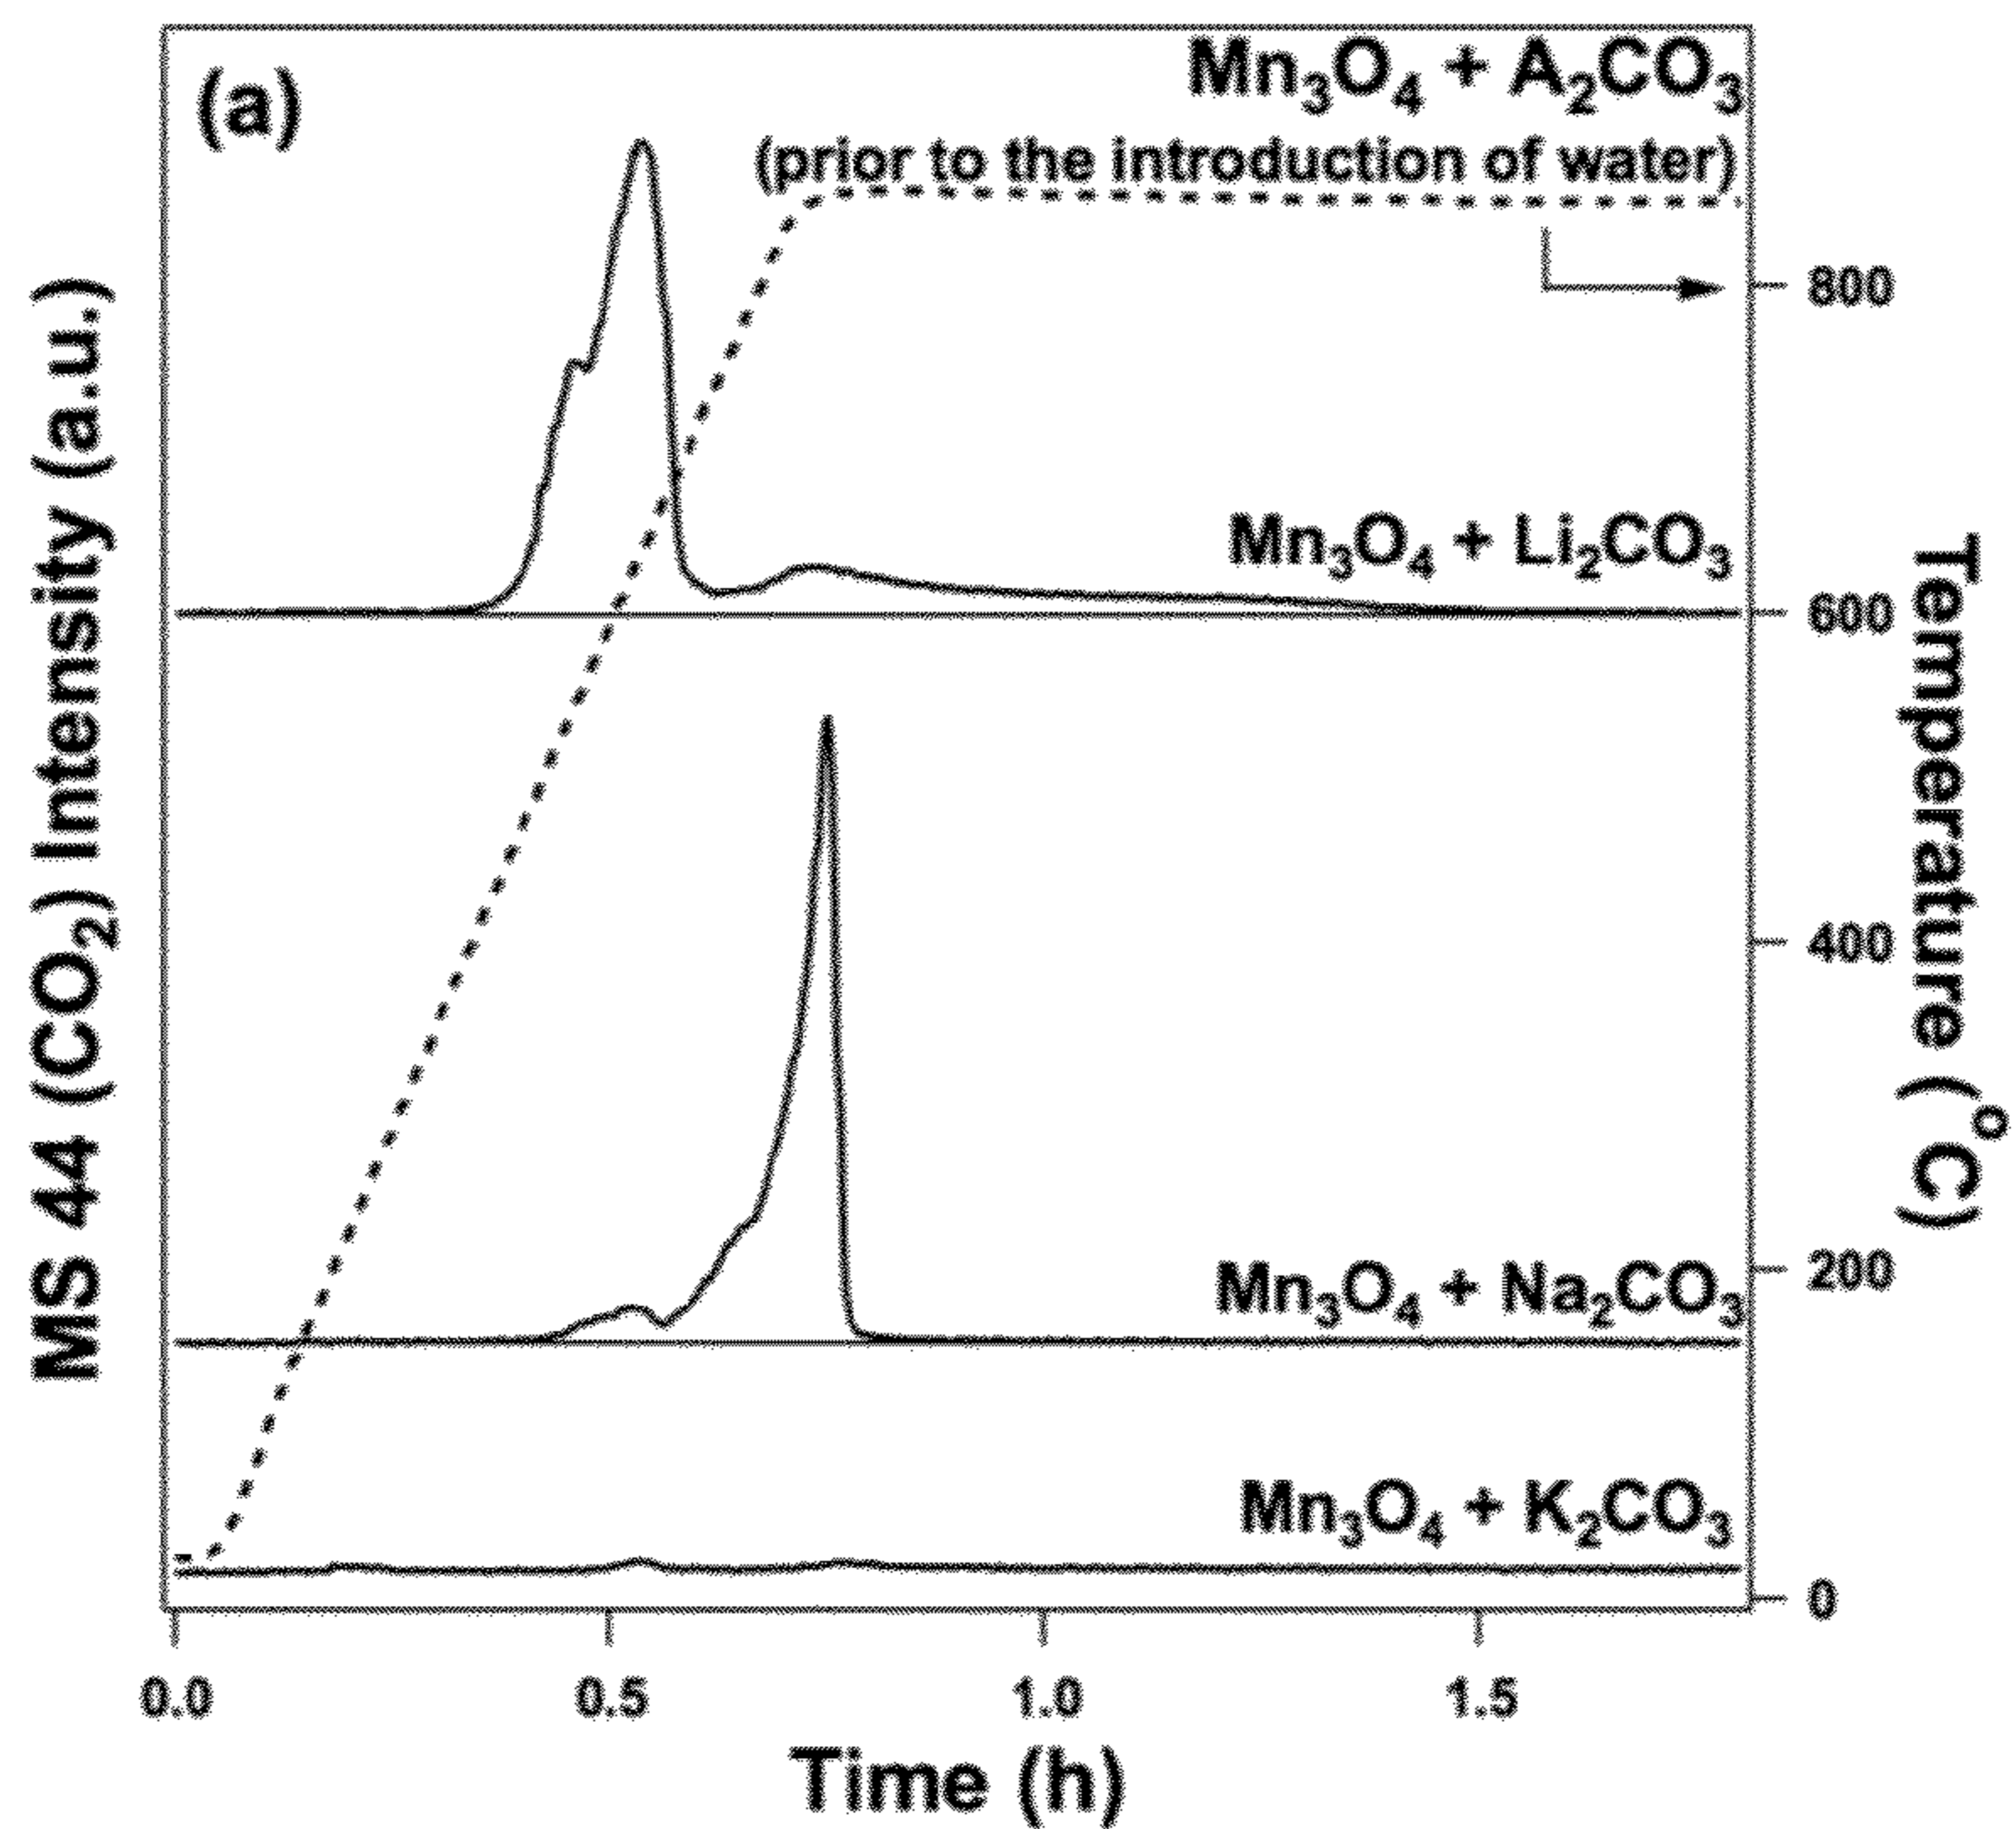 (a)
Mn₃O₄ + A₂CO₃
(prior to the introduction of water)
Mn₃O₄ + Li₂CO₃
Mn₃O₄ + Na₂CO₃
Mn₃O₄ + K₂CO₃
MS 44 (CO₂) Intensity (a.u.)
800
600
400
200
0
Temperature (°C)
0.0 0.5 1.0 1.5
Time (h)